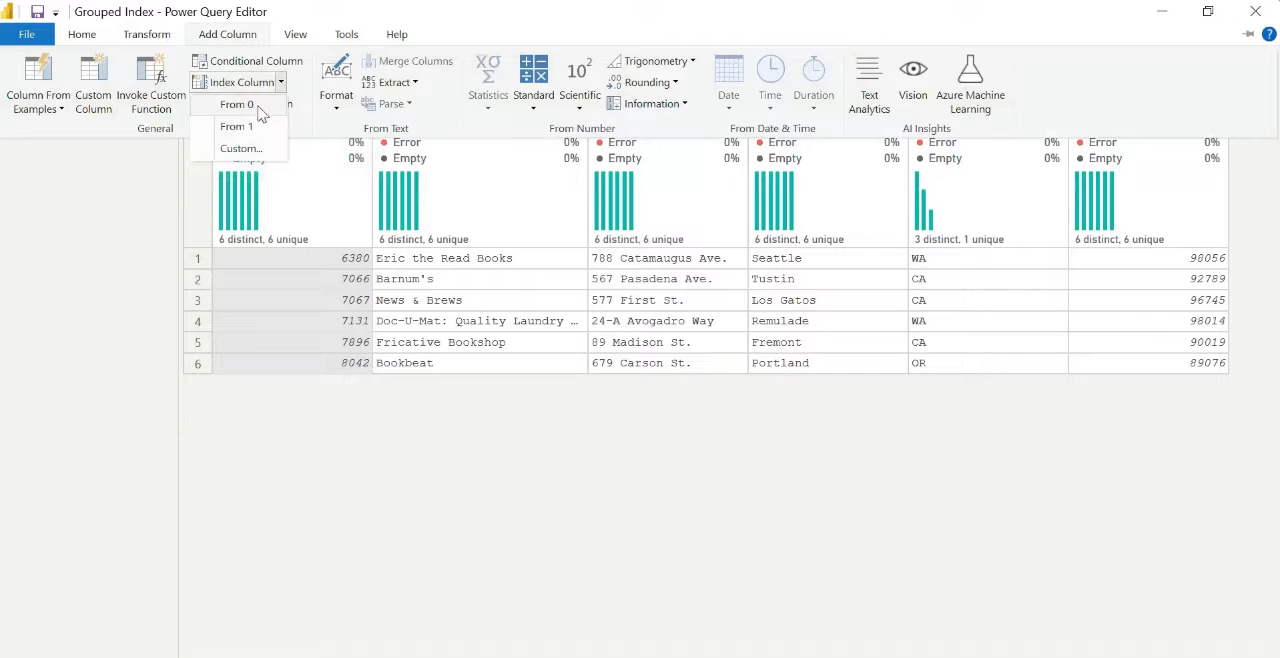 Grouped Index - Power Query Editor
File Home Transform Add Column View Tools Help
Column From Examples
Custom Column
Invoke Custom Function
Conditional Column
Index Column
From 0
From 1
Custom...
General
Format
Merge Columns
ABC 123 Extract
abc Parse
From Text
XΟ Σ Statistics
Standard
10² Scientific
Trigonometry
.00 Rounding
Information
From Number
Date
Time
Duration
From Date & Time
Text Analytics
Vision
Azure Machine Learning
AI Insights
0% Error 0% Error 0% Error 0% Error 0% Error 0%
Empty 0% Empty 0% Empty 0% Empty 0% Empty 0% Empty 0%
6 distinct, 6 unique 6 distinct, 6 unique 6 distinct, 6 unique 6 distinct, 6 unique 3 distinct, 1 unique 6 distinct, 6 unique
1 6380 Eric the Read Books 788 Catamaugus Ave. Seattle WA 98056
2 7066 Barnum's 567 Pasadena Ave. Tustin CA 92789
3 7067 News & Brews 577 First St. Los Gatos CA 96745
4 7131 Doc-U-Mat: Quality Laundry … 24-A Avogadro Way Remulade WA 98014
5 7896 Fricative Bookshop 89 Madison St. Fremont CA 90019
6 8042 Bookbeat 679 Carson St. Portland OR 89076